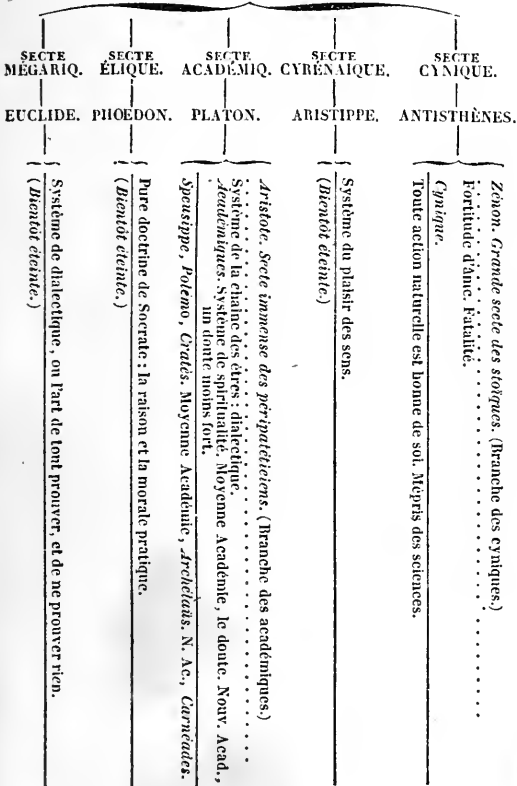 SECTE SECTE SECTE SECTE SECTE
MÉGARIQ. ÉLIQUE. ACADÉMIQ. CYRÉNAIQUE. CYNIQUE.
EUCLIDE. PHOEDON. PLATON. ARISTIPPE. ANTISTHÈNES.
Zénon. Grande secte des stoïques. (Branche des cyniques.)
Fortitude d'âme. Fatalité.
Cynique.
Toute action naturelle est bonne de soi. Mépris des sciences.
Système du plaisir des sens.
(Bientôt éteinte.)
Aristote. Secte immense des péripatéticiens. (Branche des académiques.)
Système de la chaîne des êtres : dialectique.
Académiques. Système de spiritualité. Moyenne Académie, le doute. Nouv. Acad.,
un doute moins fort.
Speusippe, Polémo, Cratès. Moyenne Académie, Archélaüs. N. Ac., Carnéades.
Pure doctrine de Socrate : la raison et la morale pratique.
(Bientôt éteinte.)
Système de dialectique, ou l'art de tout prouver, et de ne prouver rien.
(Bientôt éteinte.)